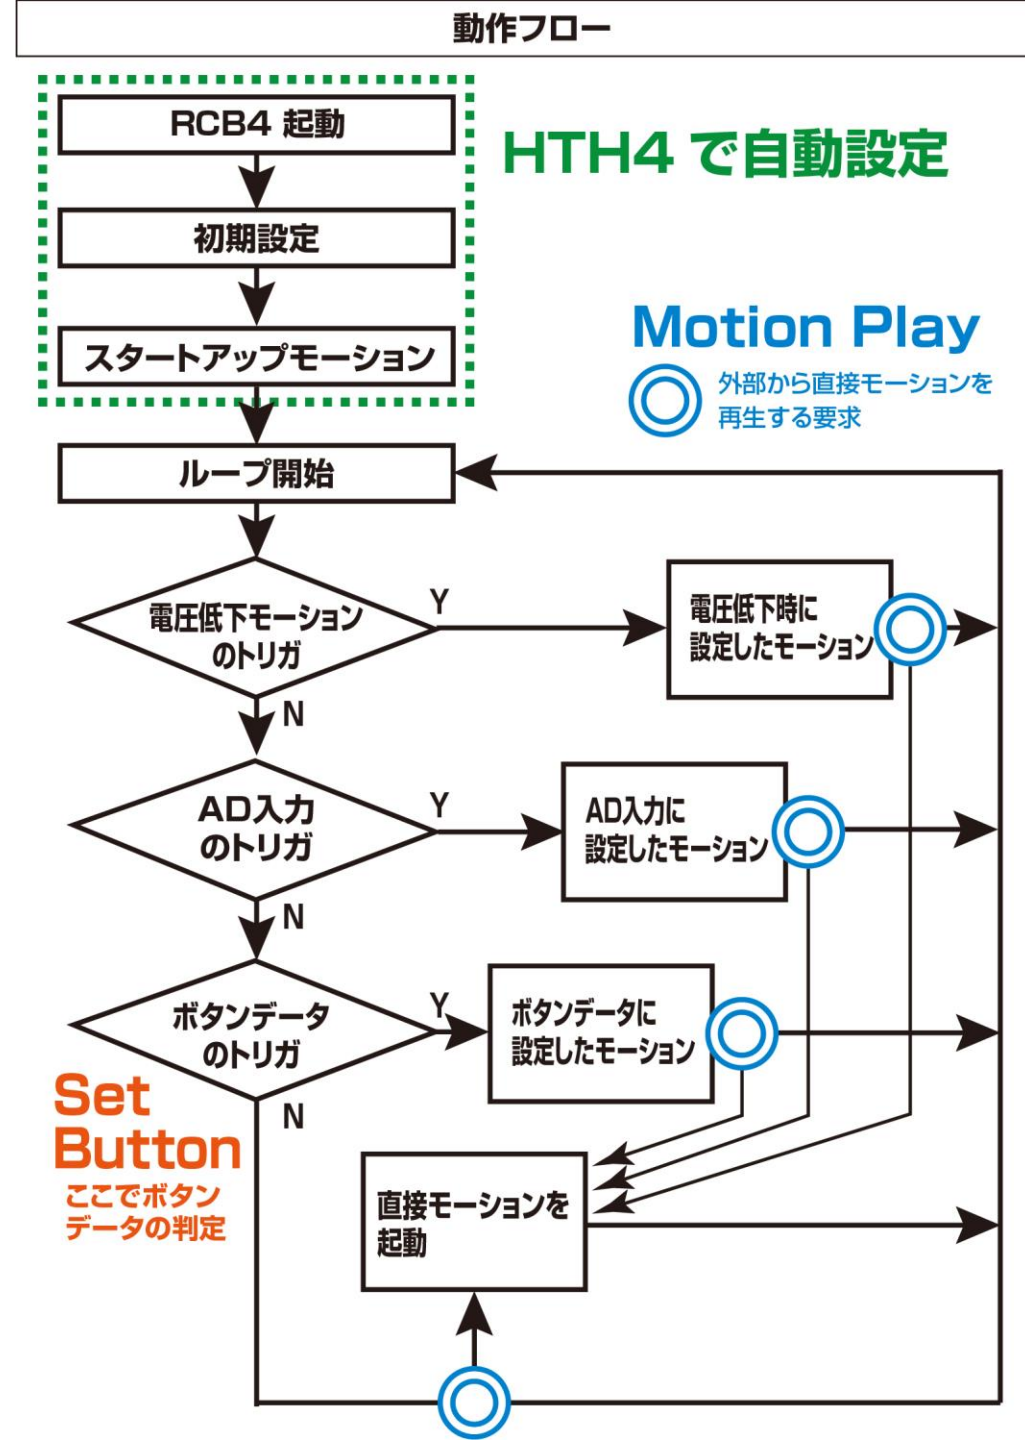 動作フロー
RCB4 起動
HTH4 で自動設定
初期設定
スタートアップモーション
Motion Play
外部から直接モーションを
再生する要求
ループ開始
電圧低下モーション
のトリガ
Y
電圧低下時に
設定したモーション
N
AD入力
のトリガ
Y
AD入力に
設定したモーション
N
ボタンデータ
のトリガ
Y
ボタンデータに
設定したモーション
N
Set
Button
ここでボタン
データの判定
直接モーションを
起動